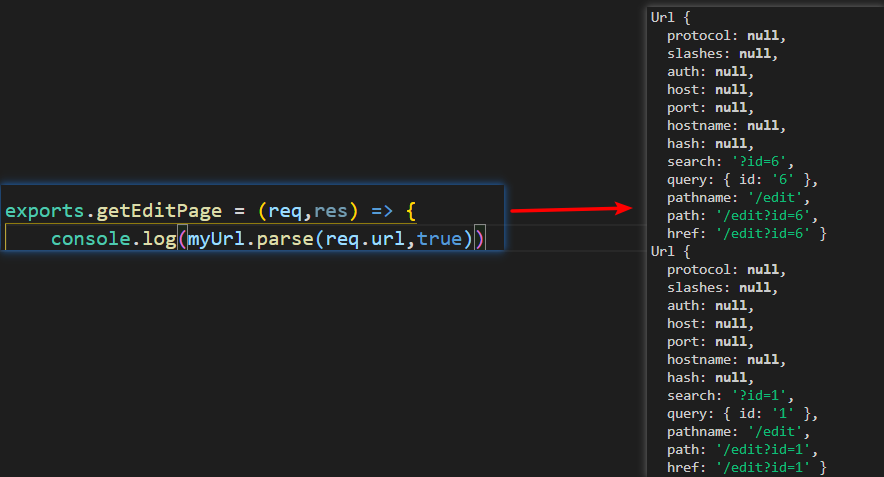 exports.getEditPage = (req,res) => {
console.log(myUrl.parse(req.url,true))
Url {
protocol: null,
slashes: null,
auth: null,
host: null,
port: null,
hostname: null,
hash: null,
search: '?id=6',
query: { id: '6' },
pathname: '/edit',
path: '/edit?id=6',
href: '/edit?id=6' }
Url {
protocol: null,
slashes: null,
auth: null,
host: null,
port: null,
hostname: null,
hash: null,
search: '?id=1',
query: { id: '1' },
pathname: '/edit',
path: '/edit?id=1',
href: '/edit?id=1' }